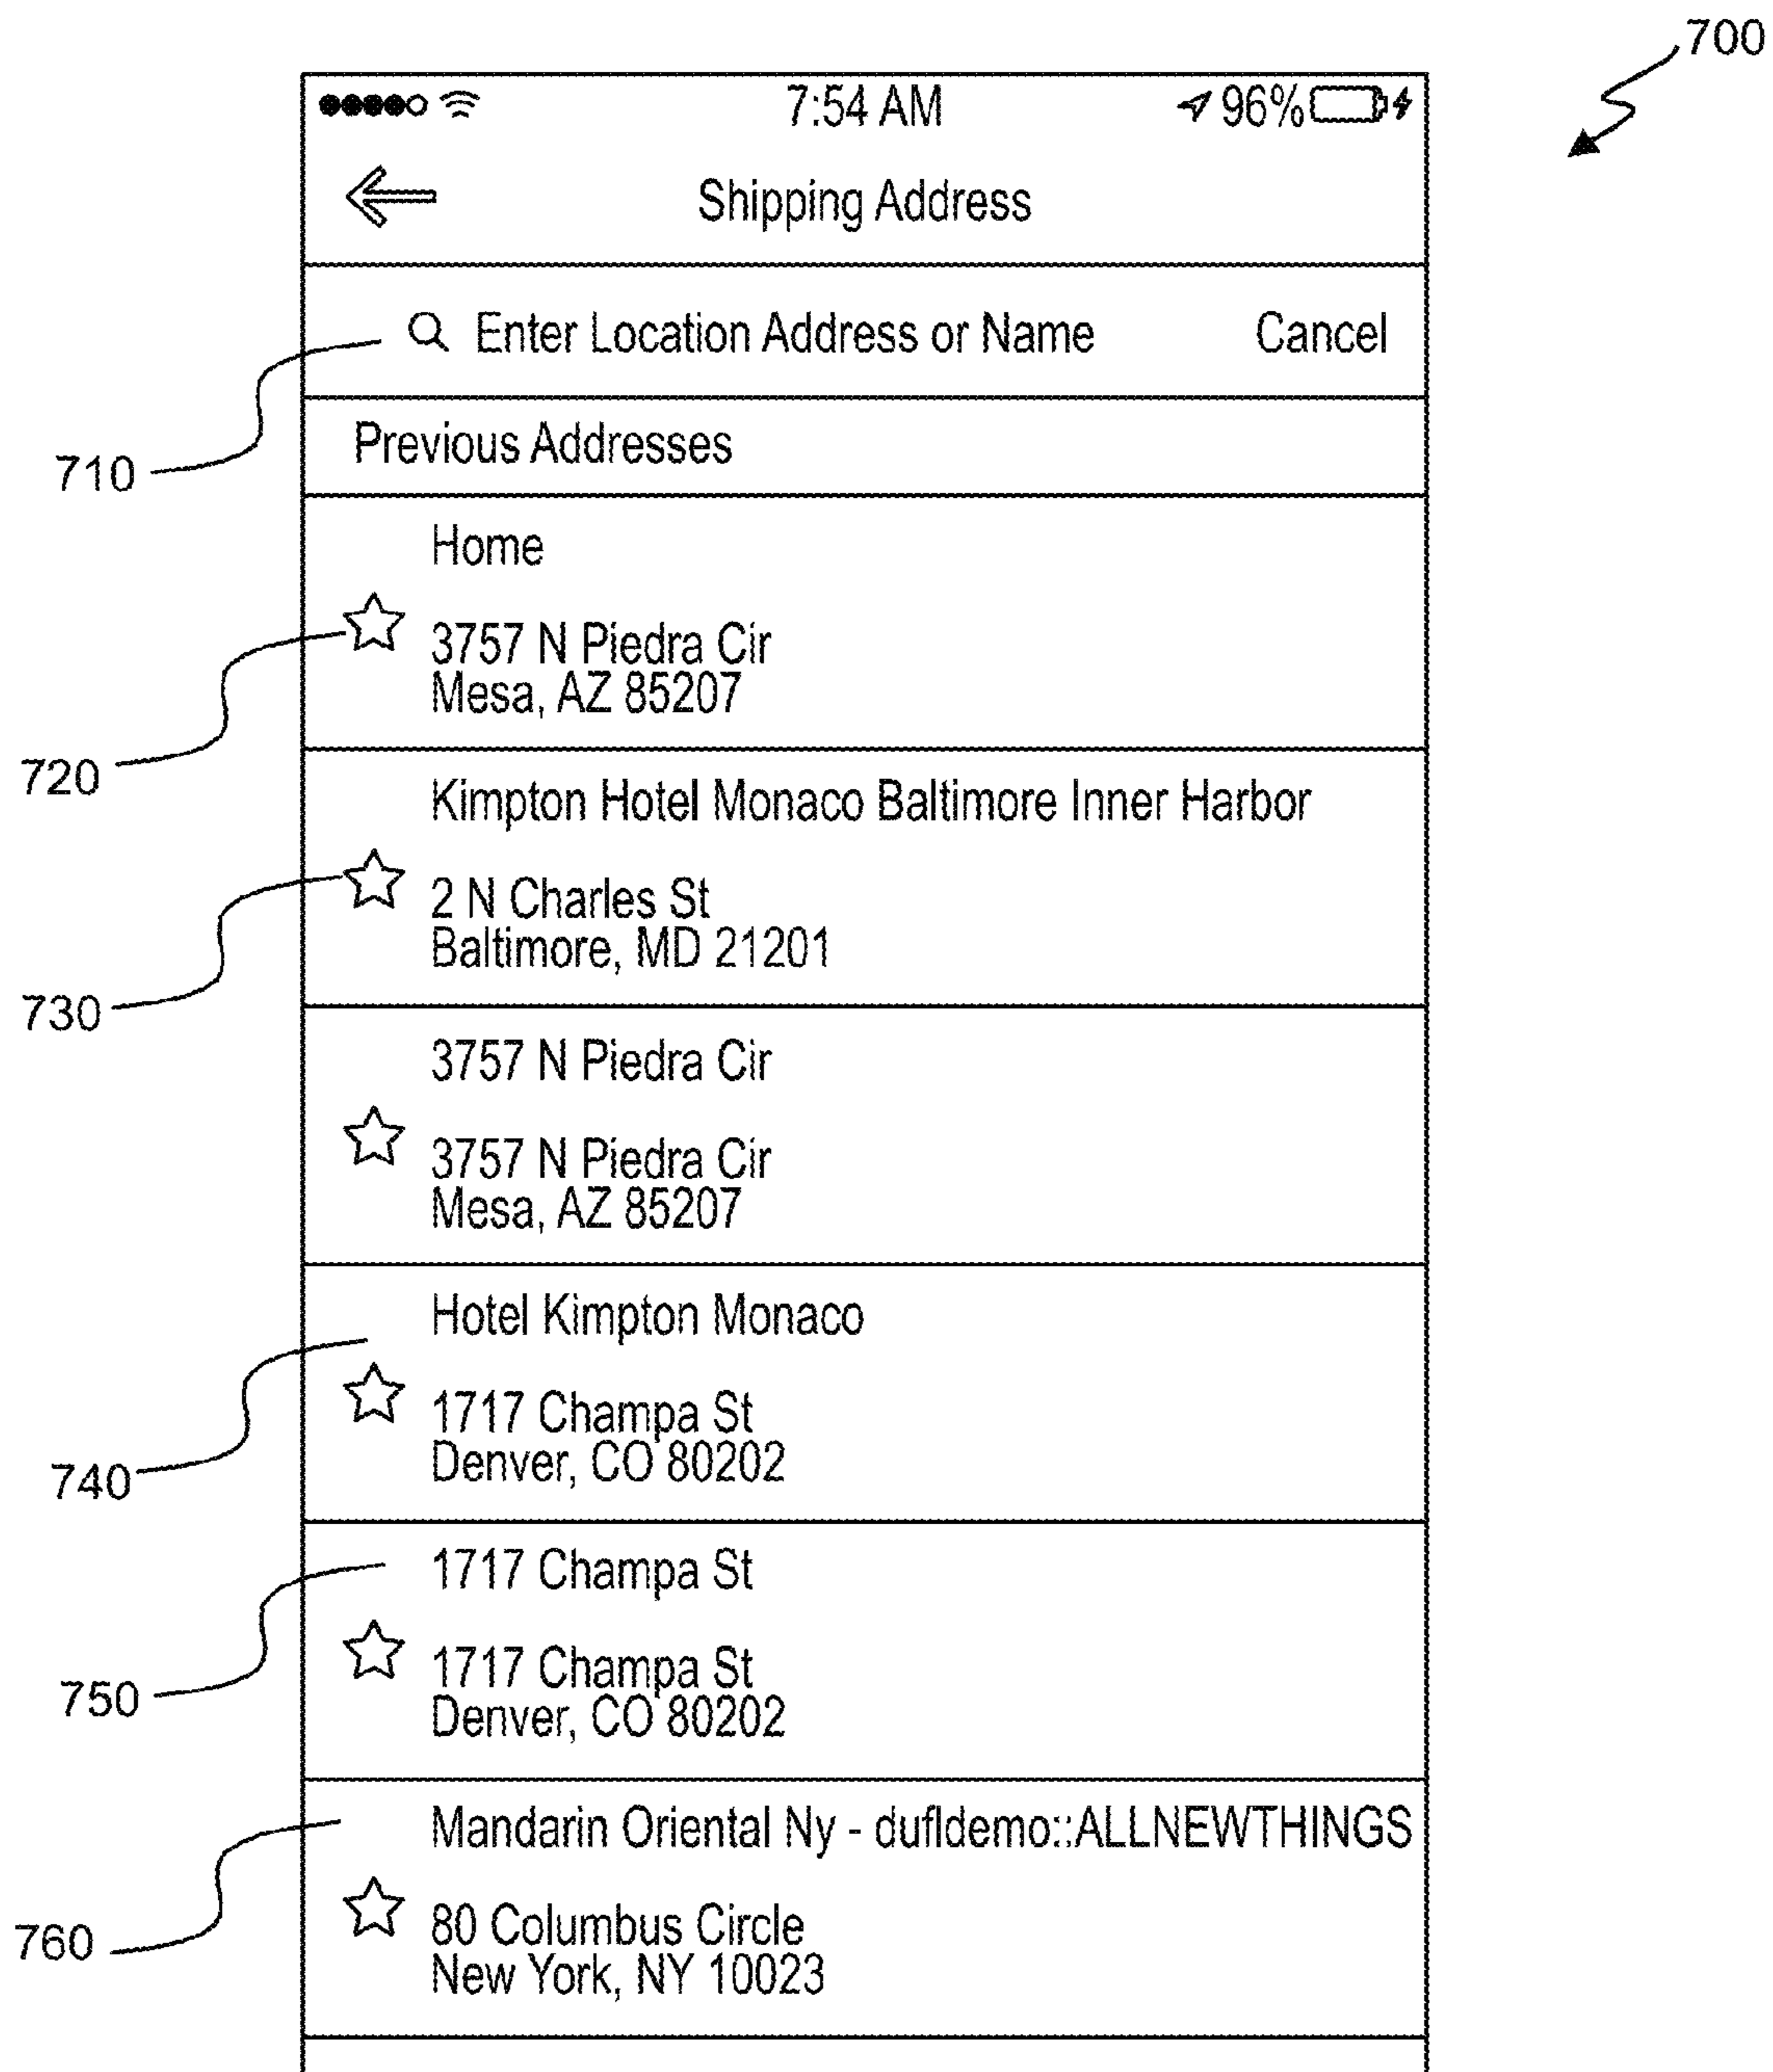 700
7:54 AM
96%
Shipping Address
Enter Location Address or Name Cancel
710
Previous Addresses
Home
720
3757 N Piedra Cir
Mesa, AZ 85207
Kimpton Hotel Monaco Baltimore Inner Harbor
730
2 N Charles St
Baltimore, MD 21201
3757 N Piedra Cir
3757 N Piedra Cir
Mesa, AZ 85207
Hotel Kimpton Monaco
740
1717 Champa St
Denver, CO 80202
1717 Champa St
750
1717 Champa St
Denver, CO 80202
Mandarin Oriental Ny - dufldemo::ALLNEWTHINGS
760
80 Columbus Circle
New York, NY 10023